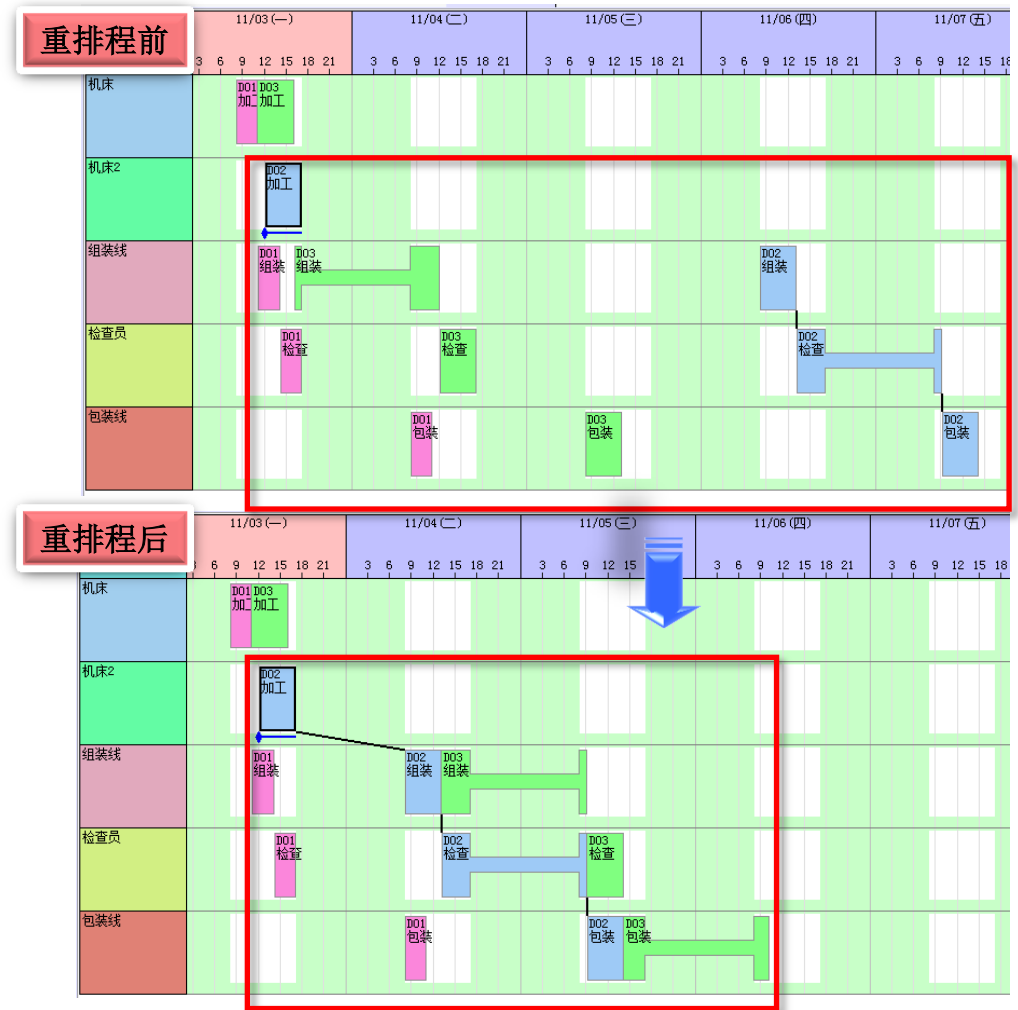 重排程前
11/03(一) 11/04(二) 11/05(三) 11/06(四) 11/07(五)
3 6 9 12 15 18 21 3 6 9 12 15 18 21 3 6 9 12 15 18 21 3 6 9 12 15 18 21 3 6 9 12 15 18
机床
D01 D03
加工 加工
机床2
D02
加工
组装线
D01 D03 D02
组装 组装 组装
检查员
D01 D03 D02
检查 检查 检查
包装线
D01 D03 D02
包装 包装 包装
重排程后
11/03(一) 11/04(二) 11/05(三) 11/06(四) 11/07(五)
6 9 12 15 18 21 3 6 9 12 15 18 21 3 6 9 12 15 3 6 9 12 15 18 21 3 6 9 12 15 18
机床
D01 D03
加工 加工
机床2
D02
加工
组装线
D01 D02 D03
组装 组装 组装
检查员
D01 D02 D03
检查 检查 检查
包装线
D01 D02 D03
包装 包装 包装